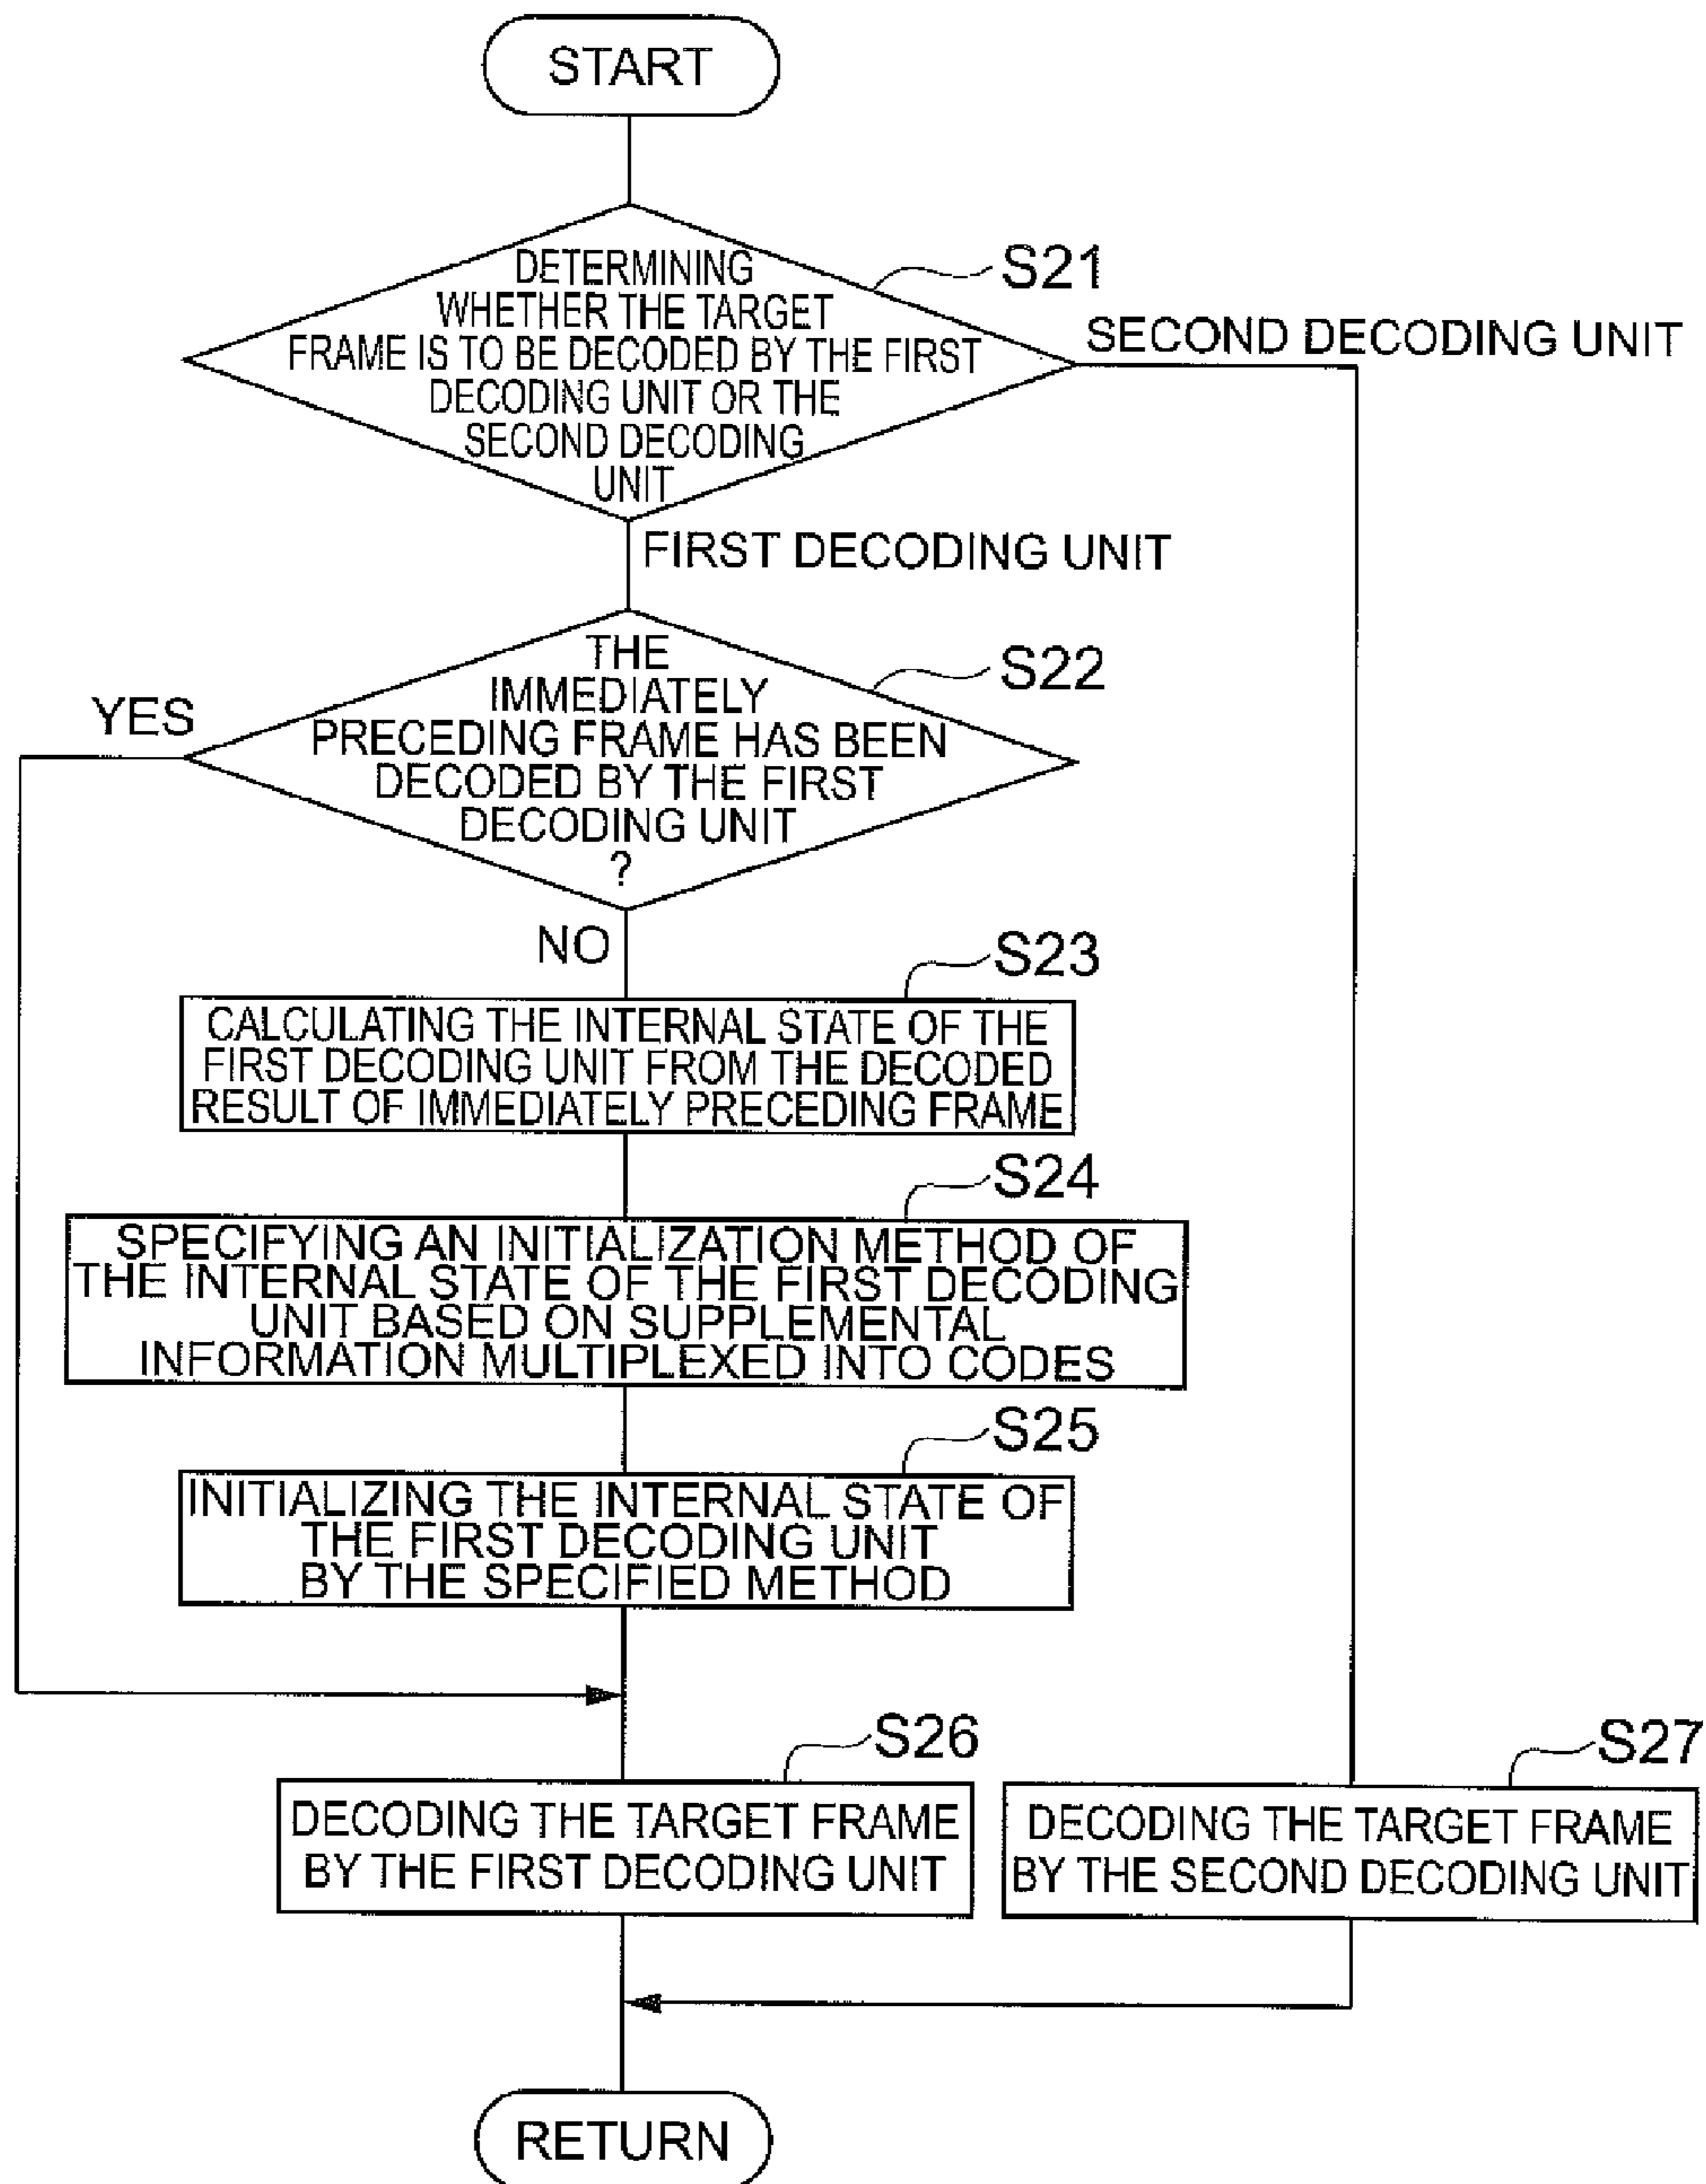 START
DETERMINING
WHETHER THE TARGET
FRAME IS TO BE DECODED BY THE FIRST
DECODING UNIT OR THE
SECOND DECODING
UNIT
S21
SECOND DECODING UNIT
FIRST DECODING UNIT
THE
IMMEDIATELY
PRECEDING FRAME HAS BEEN
DECODED BY THE FIRST
DECODING UNIT
?
S22
YES
NO
S23
CALCULATING THE INTERNAL STATE OF THE
FIRST DECODING UNIT FROM THE DECODED
RESULT OF IMMEDIATELY PRECEDING FRAME
S24
SPECIFYING AN INITIALIZATION METHOD OF
THE INTERNAL STATE OF THE FIRST DECODING
UNIT BASED ON SUPPLEMENTAL
INFORMATION MULTIPLEXED INTO CODES
S25
INITIALIZING THE INTERNAL STATE OF
THE FIRST DECODING UNIT
BY THE SPECIFIED METHOD
S26
DECODING THE TARGET FRAME
BY THE FIRST DECODING UNIT
S27
DECODING THE TARGET FRAME
BY THE SECOND DECODING UNIT
RETURN